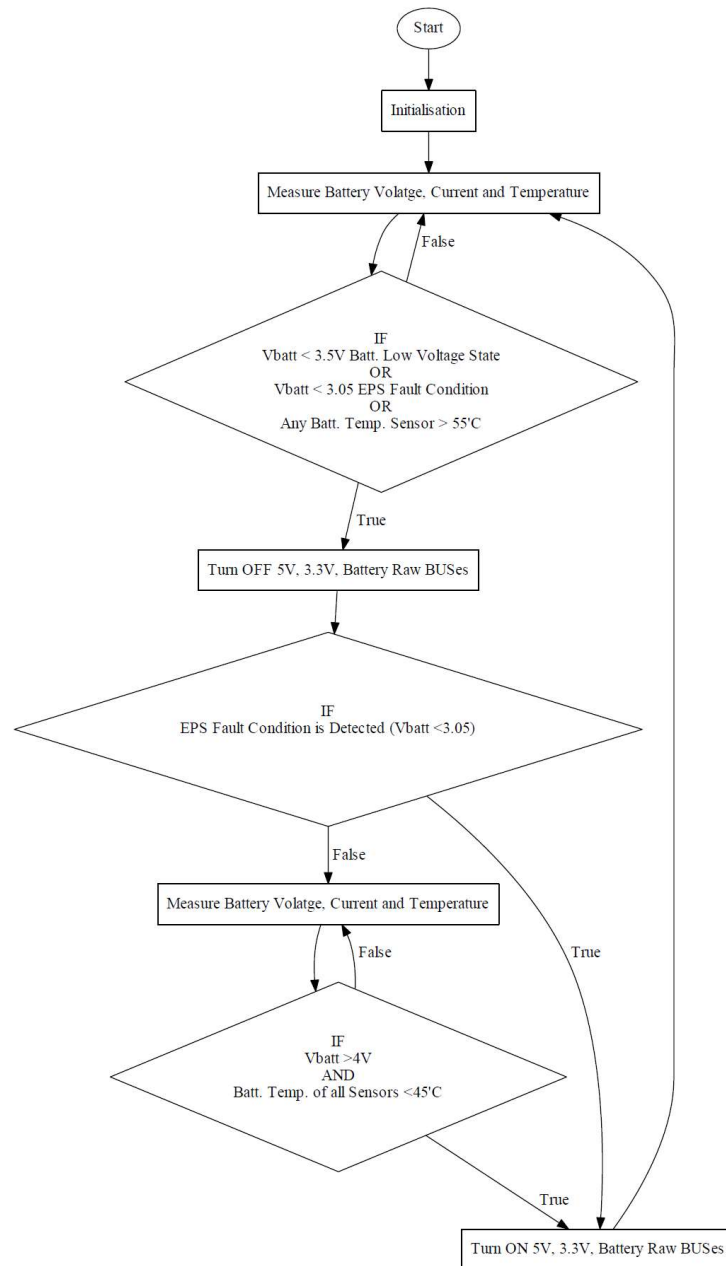 Start
Initialisation
Measure Battery Volatge, Current and Temperature
False
IF
Vbatt < 3.5V Batt. Low Voltage State
OR
Vbatt < 3.05 EPS Fault Condition
OR
Any Batt. Temp. Sensor > 55'C
True
Turn OFF 5V, 3.3V, Battery Raw BUSes
IF
EPS Fault Condition is Detected (Vbatt <3.05)
False
Measure Battery Volatge, Current and Temperature
False
True
IF
Vbatt >4V
AND
Batt. Temp. of all Sensors <45'C
True
Turn ON 5V, 3.3V, Battery Raw BUSes